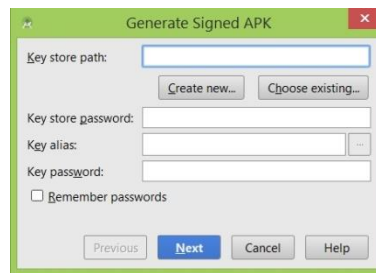 Generate Signed APK
Key store path:
Create new... Choose existing...
Key store password:
Key alias:
...
Key password:
Remember passwords
Previous Next Cancel Help